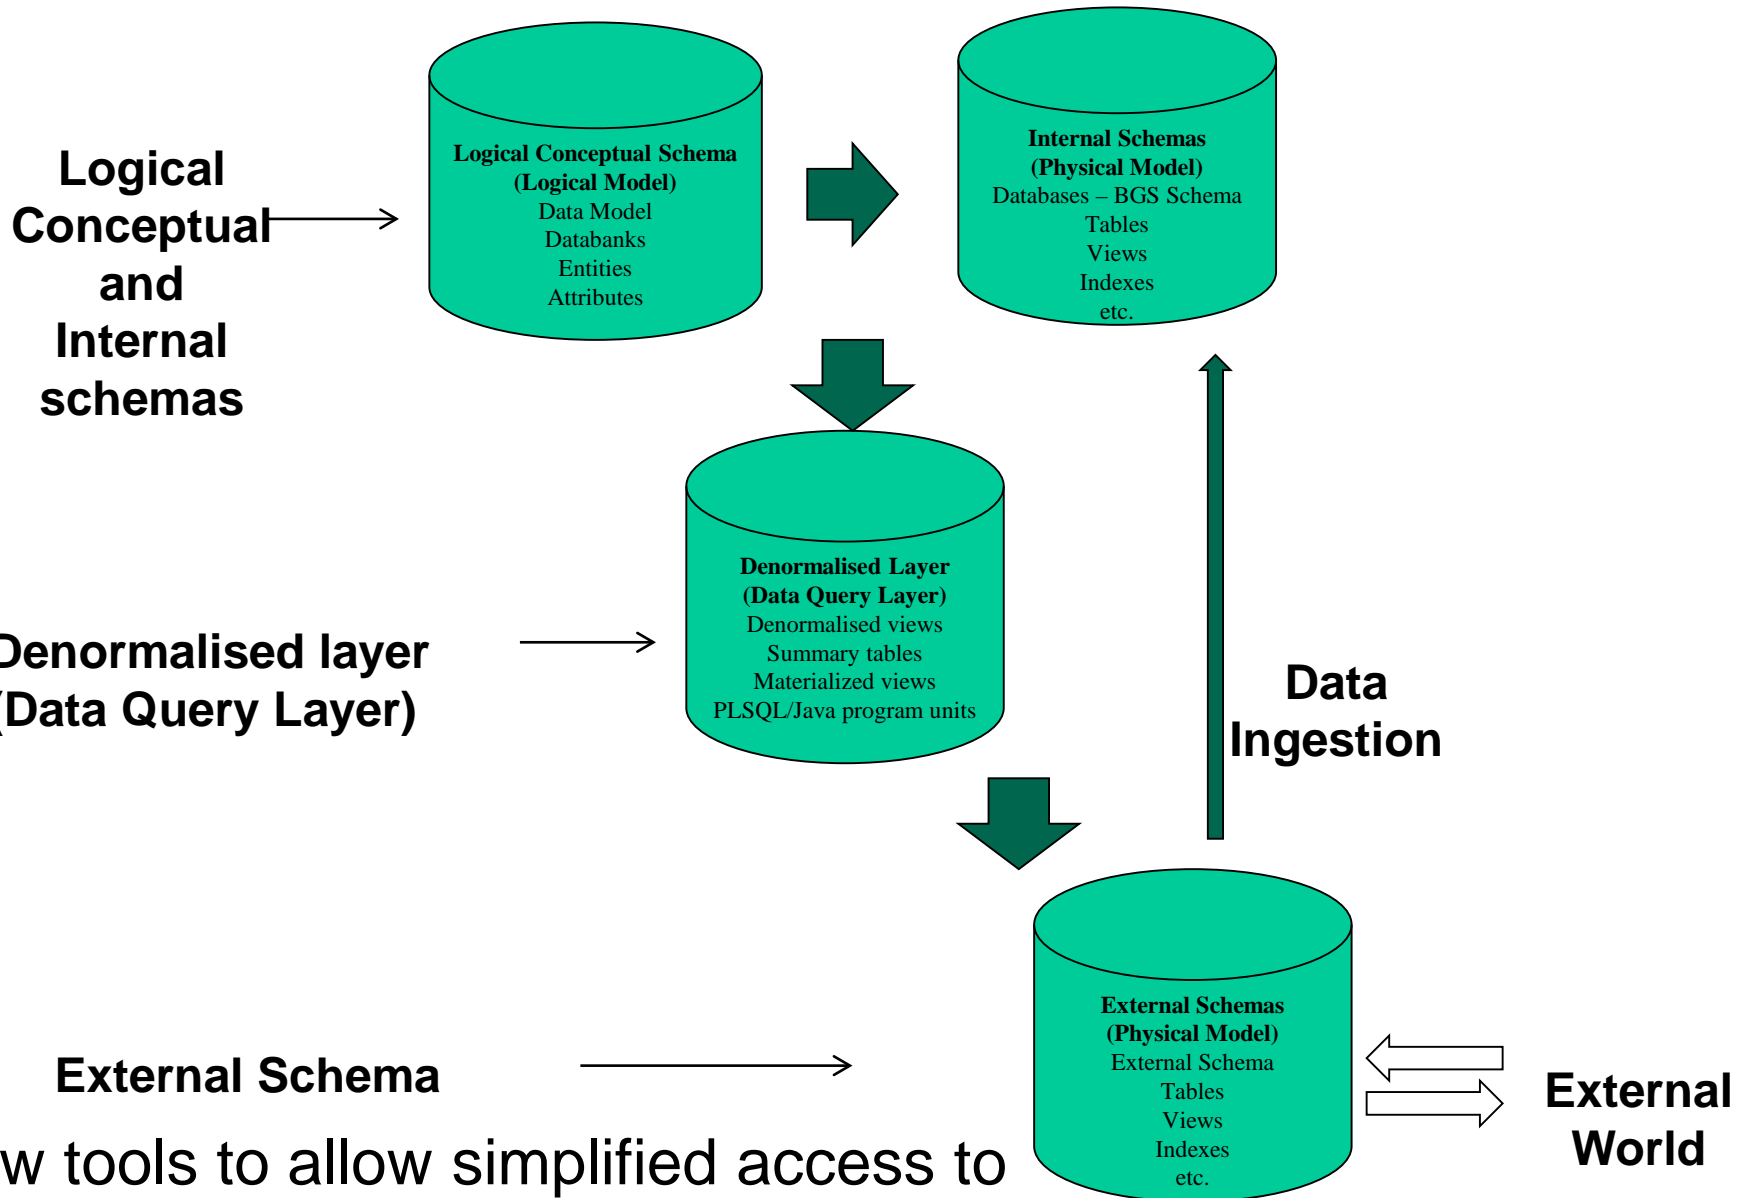 Logical
Conceptual
and
Internal
schemas
Logical Conceptual Schema
(Logical Model)
Data Model
Databanks
Entities
Attributes
Internal Schemas
(Physical Model)
Databases – BGS Schema
Tables
Views
Indexes
etc.
Denormalised layer
(Data Query Layer)
Denormalised Layer
(Data Query Layer)
Denormalised views
Summary tables
Materialized views
PLSQL/Java program units
Data
Ingestion
External Schema
External Schemas
(Physical Model)
External Schema
Tables
Views
Indexes
etc.
External
World
w tools to allow simplified access to